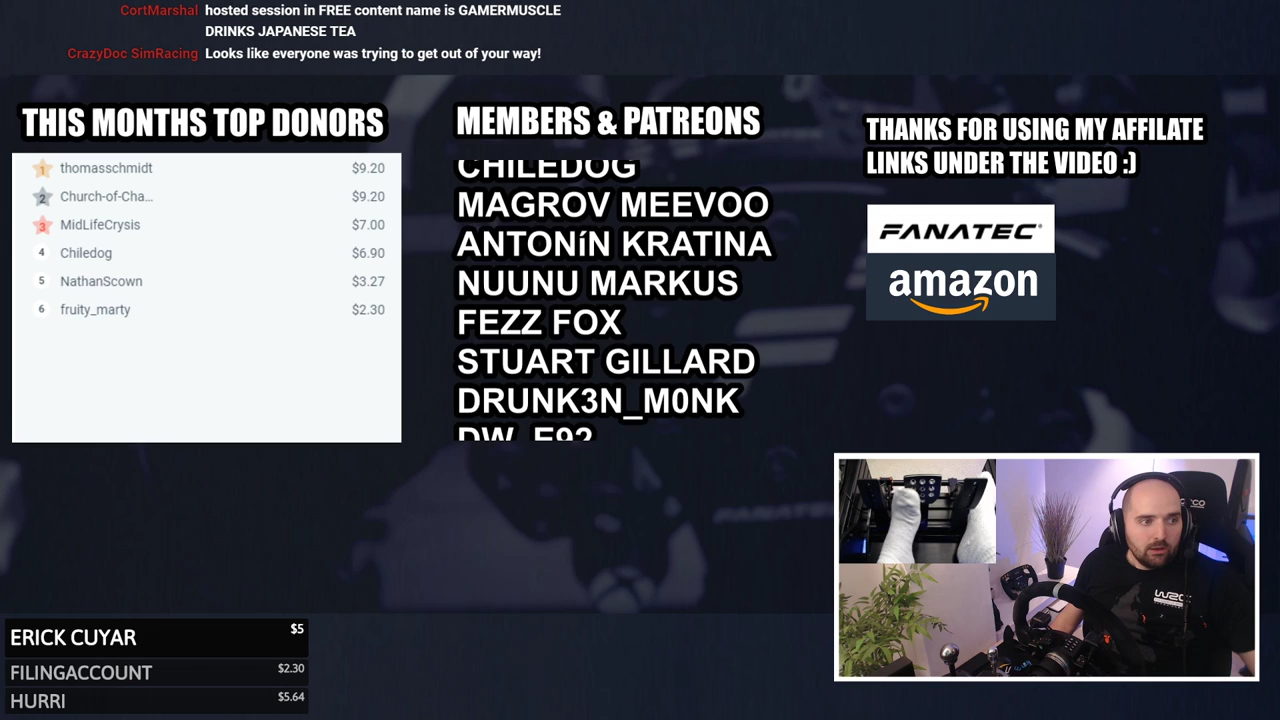 CortMarshal hosted session in FREE content name is GAMERMUSCLE
DRINKS JAPANESE TEA
CrazyDoc SimRacing Looks like everyone was trying to get out of your way!
THIS MONTHS TOP DONORS
1 thomasschmidt $9.20
2 Church-of-Cha... $9.20
3 MidLifeCrysis $7.00
4 Chiledog $6.90
5 NathanScown $3.27
6 fruity_marty $2.30
MEMBERS & PATREONS
CHILEDOG
MAGROV MEEVOO
ANTONíN KRATINA
NUUNU MARKUS
FEZZ FOX
STUART GILLARD
DRUNK3N_M0NK
DW_E92
THANKS FOR USING MY AFFILATE
LINKS UNDER THE VIDEO :)
FANATEC
amazon
ERICK CUYAR $5
FILINGACCOUNT $2.30
HURRI $5.64